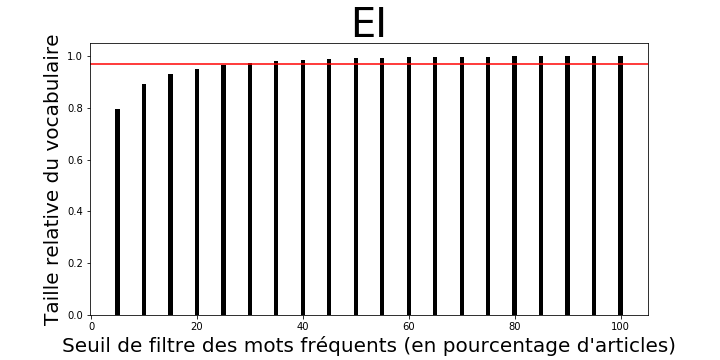 EI
Taille relative du vocabulaire
1.0
0.8
0.6
0.4
0.2
0.0
0 20 40 60 80 100
Seuil de filtre des mots fréquents (en pourcentage d'articles)